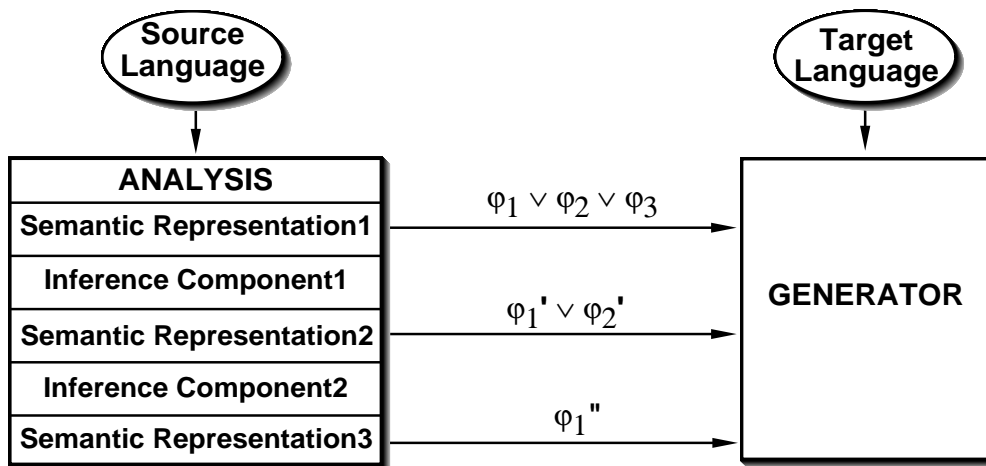 Source
Language
Target
Language
ANALYSIS
Semantic Representation1
φ1 ∨ φ2 ∨ φ3
Inference Component1
GENERATOR
Semantic Representation2
φ1' ∨ φ2'
Inference Component2
Semantic Representation3
φ1"